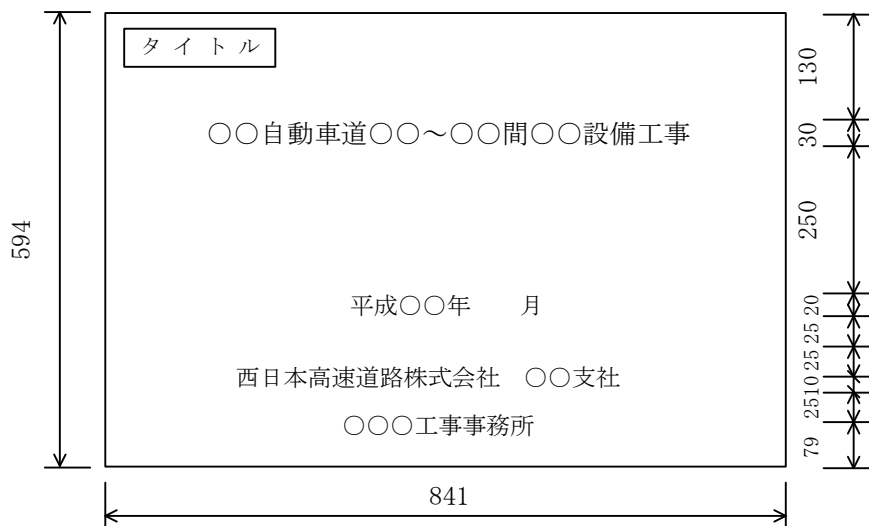 タイトル
○○自動車道○○～○○間○○設備工事
平成○○年　　月
西日本高速道路株式会社　○○支社
○○○工事事務所
594
841
130
30
250
20
25
25
10
25
79